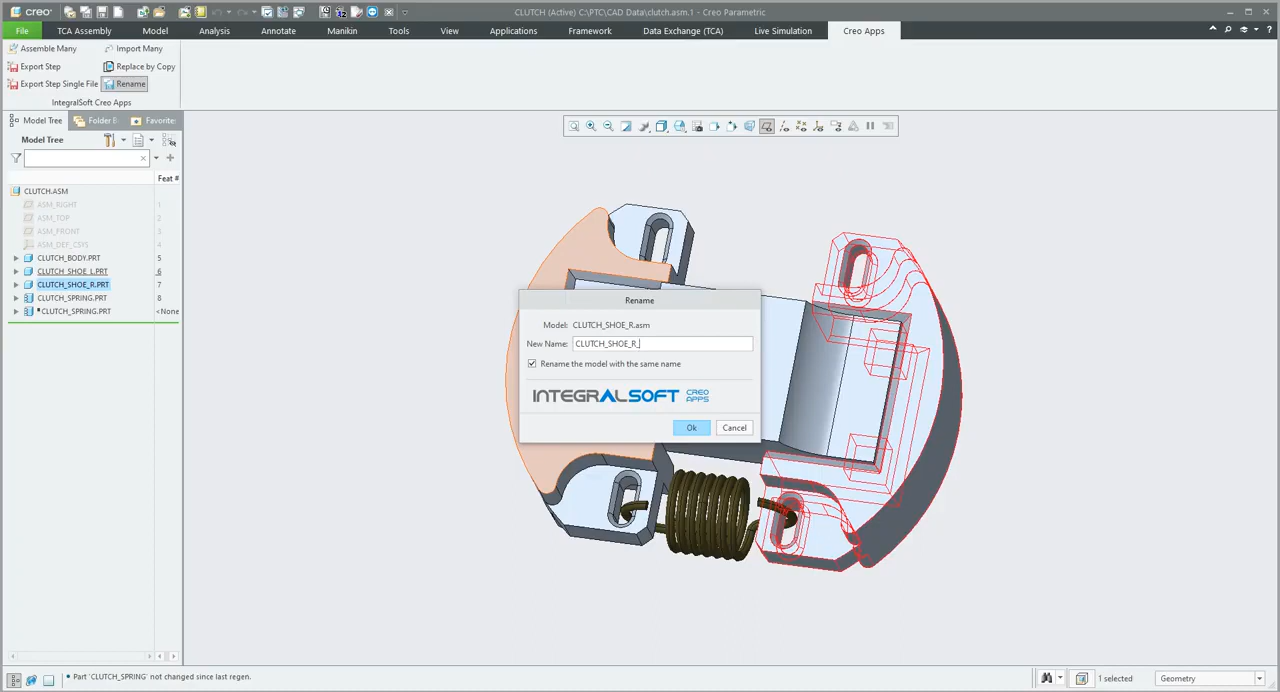 creo
CLUTCH (Active) C:\PTC\CAD Data\clutch.asm.1 - Creo Parametric
File TCA Assembly Model Analysis Annotate Manikin Tools View Applications Framework Data Exchange (TCA) Live Simulation Creo Apps
Assemble Many Import Many
Export Step Replace by Copy
Export Step Single File Rename
IntegralSoft Creo Apps
Model Tree Folder B Favorite
Model Tree
Feat #
CLUTCH.ASM
ASM_RIGHT 1
ASM_TOP 2
ASM_FRONT 3
ASM_DEF_CSYS 4
CLUTCH_BODY.PRT 5
CLUTCH_SHOE_L.PRT 6
CLUTCH_SHOE_R.PRT 7
CLUTCH_SPRING.PRT 8
CLUTCH_SPRING.PRT <None
Rename
Model: CLUTCH_SHOE_R.asm
New Name: CLUTCH_SHOE_R_
Rename the model with the same name
INTEGRALSOFT CREO APPS
Ok Cancel
• Part 'CLUTCH_SPRING' not changed since last regen.
1 selected
Geometry